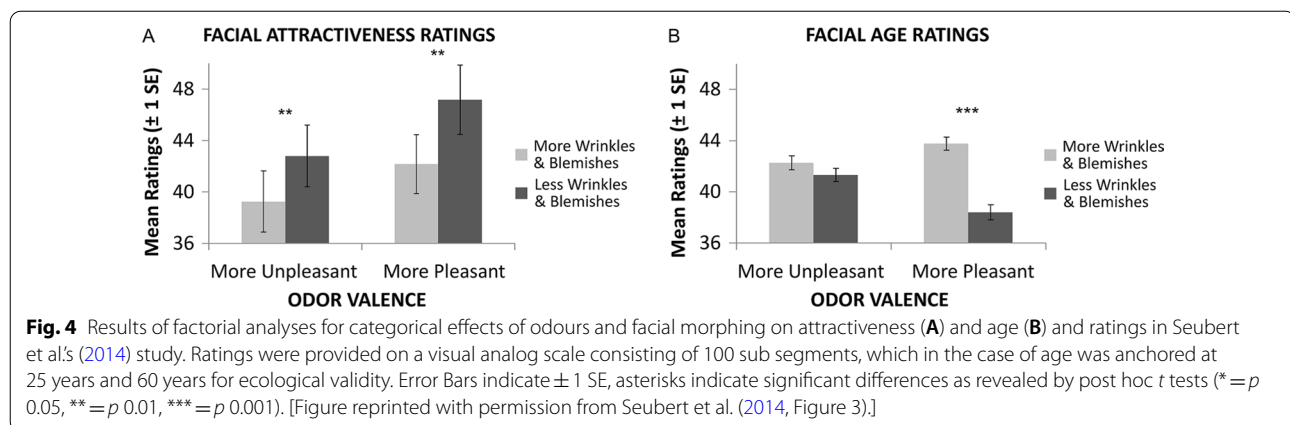 A FACIAL ATTRACTIVENESS RATINGS
Mean Ratings (± 1 SE)
48
44
40
36
**
**
More Unpleasant More Pleasant
ODOR VALENCE
More Wrinkles
& Blemishes
Less Wrinkles
& Blemishes
B FACIAL AGE RATINGS
Mean Ratings (± 1 SE)
48
44
40
36
***
More Unpleasant More Pleasant
ODOR VALENCE
More Wrinkles
& Blemishes
Less Wrinkles
& Blemishes
Fig. 4 Results of factorial analyses for categorical effects of odours and facial morphing on attractiveness (A) and age (B) and ratings in Seubert
et al.'s (2014) study. Ratings were provided on a visual analog scale consisting of 100 sub segments, which in the case of age was anchored at
25 years and 60 years for ecological validity. Error Bars indicate ± 1 SE, asterisks indicate significant differences as revealed by post hoc t tests (* = p
0.05, ** = p 0.01, *** = p 0.001). [Figure reprinted with permission from Seubert et al. (2014, Figure 3).]